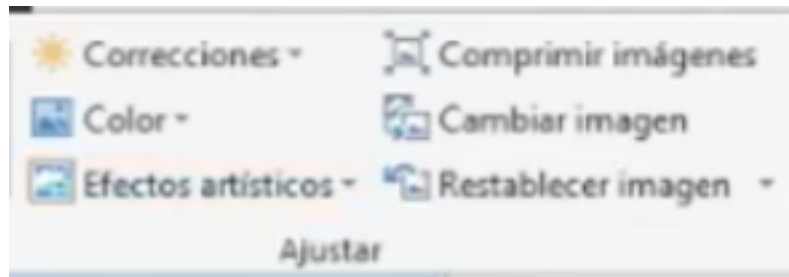 Correcciones
Comprimir imágenes
Color
Cambiar imagen
Efectos artísticos
Restablecer imagen
Ajustar